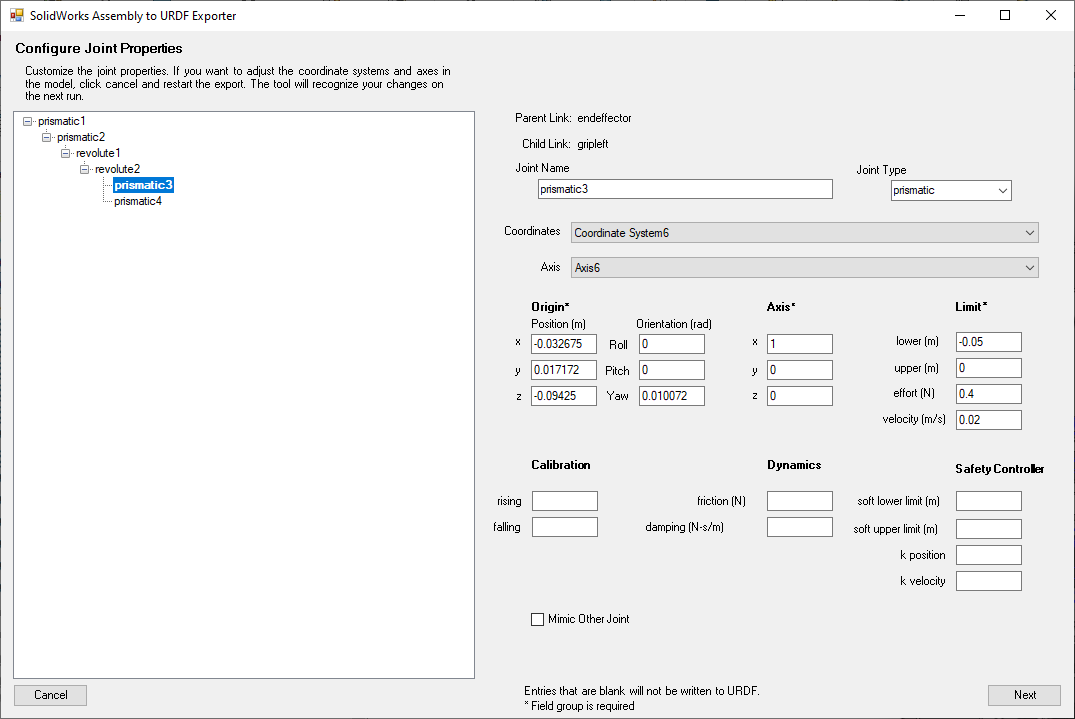 SolidWorks Assembly to URDF Exporter
Configure Joint Properties
Customize the joint properties. If you want to adjust the coordinate systems and axes in
the model, click cancel and restart the export. The tool will recognize your changes on
the next run.
prismatic1
prismatic2
revolute1
revolute2
prismatic3
prismatic4
Parent Link: endeffector
Child Link: gripleft
Joint Name
Joint Type
prismatic3
prismatic
Coordinates Coordinate System6
Axis Axis6
Origin*
Position (m) Orientation (rad)
x -0.032675 Roll 0
y 0.017172 Pitch 0
z -0.09425 Yaw 0.010072
Axis*
x 1
y 0
z 0
Limit*
lower (m) -0.05
upper (m) 0
effort (N) 0.4
velocity (m/s) 0.02
Calibration
rising
falling
Dynamics
friction (N)
damping (N-s/m)
Safety Controller
soft lower limit (m)
soft upper limit (m)
k position
k velocity
Mimic Other Joint
Entries that are blank will not be written to URDF.
* Field group is required
Cancel
Next